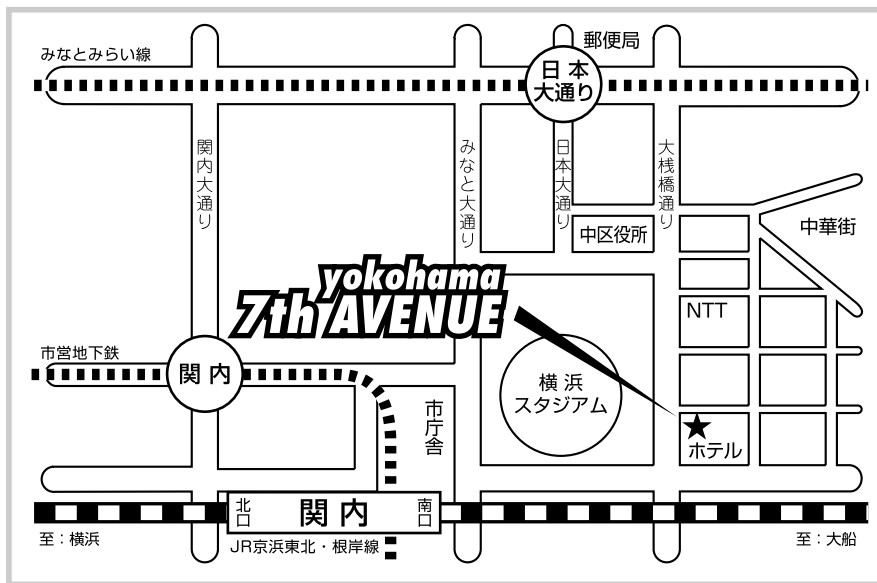 みなとみらい線
郵便局
日本
大通り
関内大通り
みなと大通り
日本大通り
大桟橋通り
中区役所
中華街
yokohama
7th AVENUE
NTT
市営地下鉄
関内
横浜
スタジアム
市庁舎
ホテル
北口
関内
南口
至:横浜
JR京浜東北・根岸線
至:大船